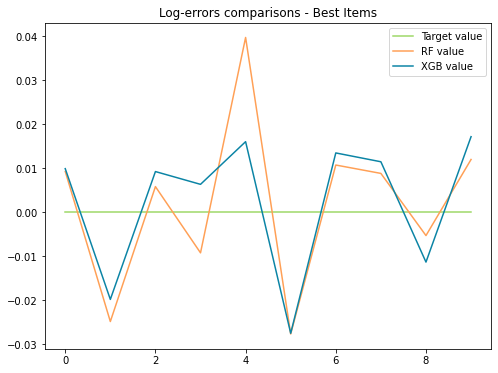 Log-errors comparisons - Best Items
Target value
RF value
XGB value
0.04
0.03
0.02
0.01
0.00
−0.01
−0.02
−0.03
0 2 4 6 8